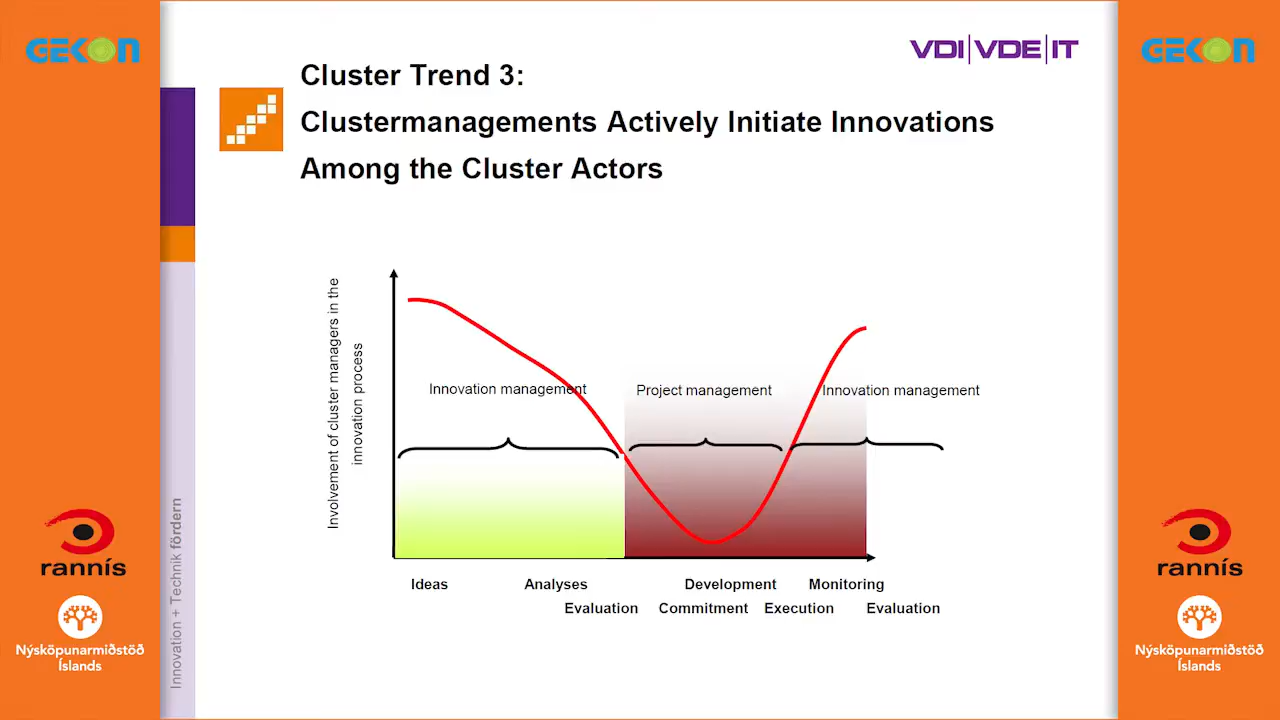 GEKON
VDI|VDE|IT
GEKON
Cluster Trend 3:
Clustermanagements Actively Initiate Innovations
Among the Cluster Actors
Involvement of cluster managers in the
innovation process
Innovation management
Project management
Innovation management
Ideas
Analyses
Development
Monitoring
Evaluation
Commitment
Execution
Evaluation
Innovation + Technik fördern
rannís
Nýsköpunarmiðstöð
Íslands
rannís
Nýsköpunarmiðstöð
Íslands